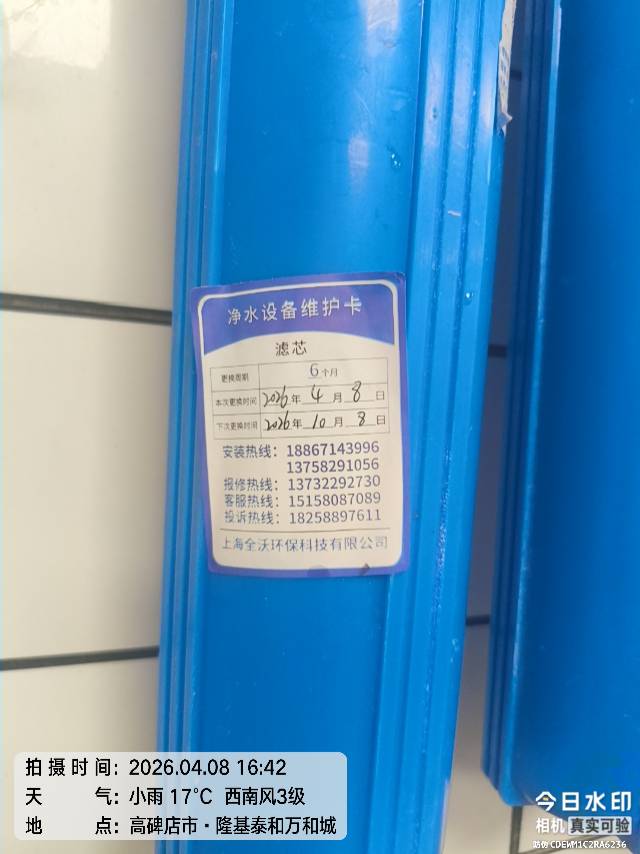 净水设备维护卡
滤芯
更换周期 6个月
本次更换时间 2026年 4月 8日
下次更换时间 2026年 10月 8日
安装热线：18867143996
13758291056
报修热线：13732292730
客服热线：15158087089
投诉热线：18258897611
上海全沃环保科技有限公司
拍摄时间：2026.04.08 16:42
天气：小雨 17℃ 西南风3级
地点：高碑店市·隆基泰和万和城
今日水印
相机 真实可验
防伪 CDEWM1C2RA6236